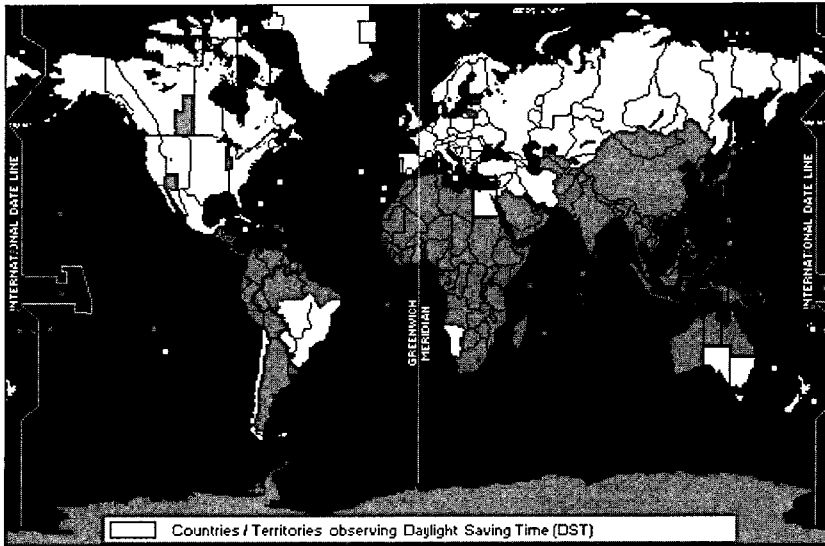 INTERNATIONAL DATE LINE
GREENWICH
MERIDIAN
INTERNATIONAL DATE LINE
Countries / Territories observing Daylight Saving Time (DST)